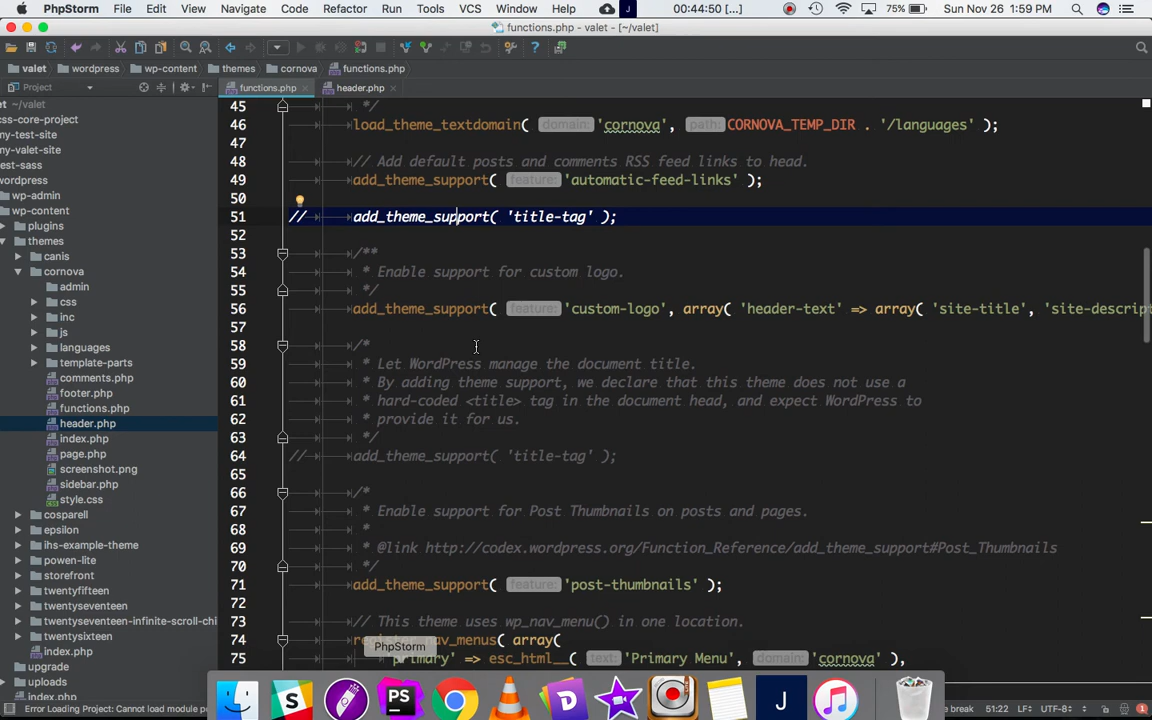 PhpStorm File Edit View Navigate Code Refactor Run Tools VCS Window Help J 00:44:50 [...] 75% Sun Nov 26 1:59 PM
functions.php - valet - [~/valet]
valet wordpress wp-content themes cornova functions.php
Project functions.php header.php
et ~/valet
css-core-project
my-test-site
my-valet-site
est-sass
wordpress
wp-admin
wp-content
plugins
themes
canis
cornova
admin
css
inc
js
languages
template-parts
comments.php
footer.php
functions.php
header.php
index.php
page.php
screenshot.png
sidebar.php
style.css
cosparell
epsilon
ihs-example-theme
powen-lite
storefront
twentyfifteen
twentyseventeen
twentyseventeen-infinite-scroll-chi
twentysixteen
index.php
upgrade
uploads
index.php
45 */
46 load_theme_textdomain( domain: 'cornova', path: CORNOVA_TEMP_DIR . '/languages' );
47
48 // Add default posts and comments RSS feed links to head.
49 add_theme_support( feature: 'automatic-feed-links' );
50
51 // add_theme_support( 'title-tag' );
52
53 /**
54 * Enable support for custom logo.
55 */
56 add_theme_support( feature: 'custom-logo', array( 'header-text' => array( 'site-title', 'site-descrip
57
58 /*
59 * Let WordPress manage the document title.
60 * By adding theme support, we declare that this theme does not use a
61 * hard-coded <title> tag in the document head, and expect WordPress to
62 * provide it for us.
63 */
64 // add_theme_support( 'title-tag' );
65
66 /*
67 * Enable support for Post Thumbnails on posts and pages.
68 *
69 * @link http://codex.wordpress.org/Function_Reference/add_theme_support#Post_Thumbnails
70 */
71 add_theme_support( feature: 'post-thumbnails' );
72
73 // This theme uses wp_nav_menu() in one location.
74 register_nav_menus( array(
75 'primary' => esc_html__( text: 'Primary Menu', domain: 'cornova' ),
PhpStorm
PS D J
Error Loading Project: Cannot load module po e break 51:22 LF UTF-8